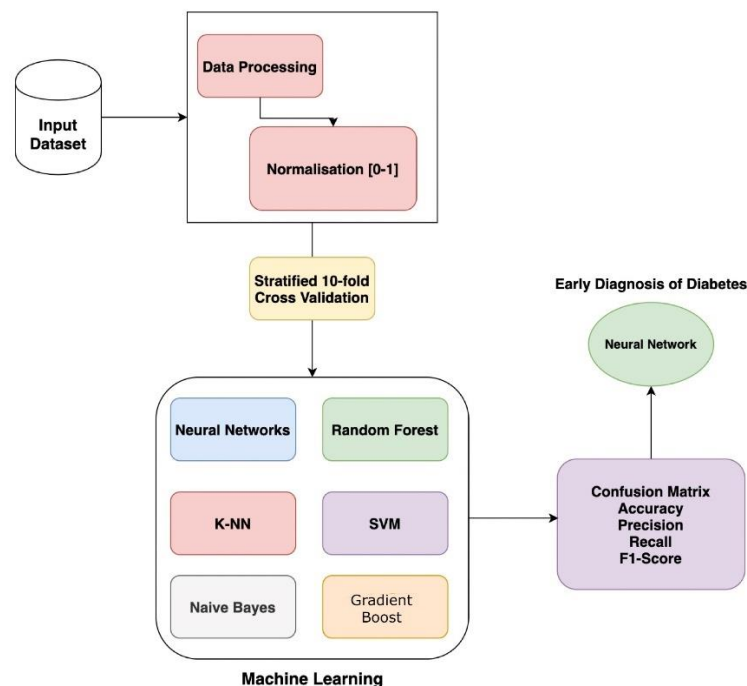 Data Processing
Input
Dataset
Normalisation [0-1]
Stratified 10-fold
Cross Validation
Early Diagnosis of Diabetes
Neural Network
Neural Networks
Random Forest
K-NN
SVM
Naive Bayes
Gradient
Boost
Confusion Matrix
Accuracy
Precision
Recall
F1-Score
Machine Learning